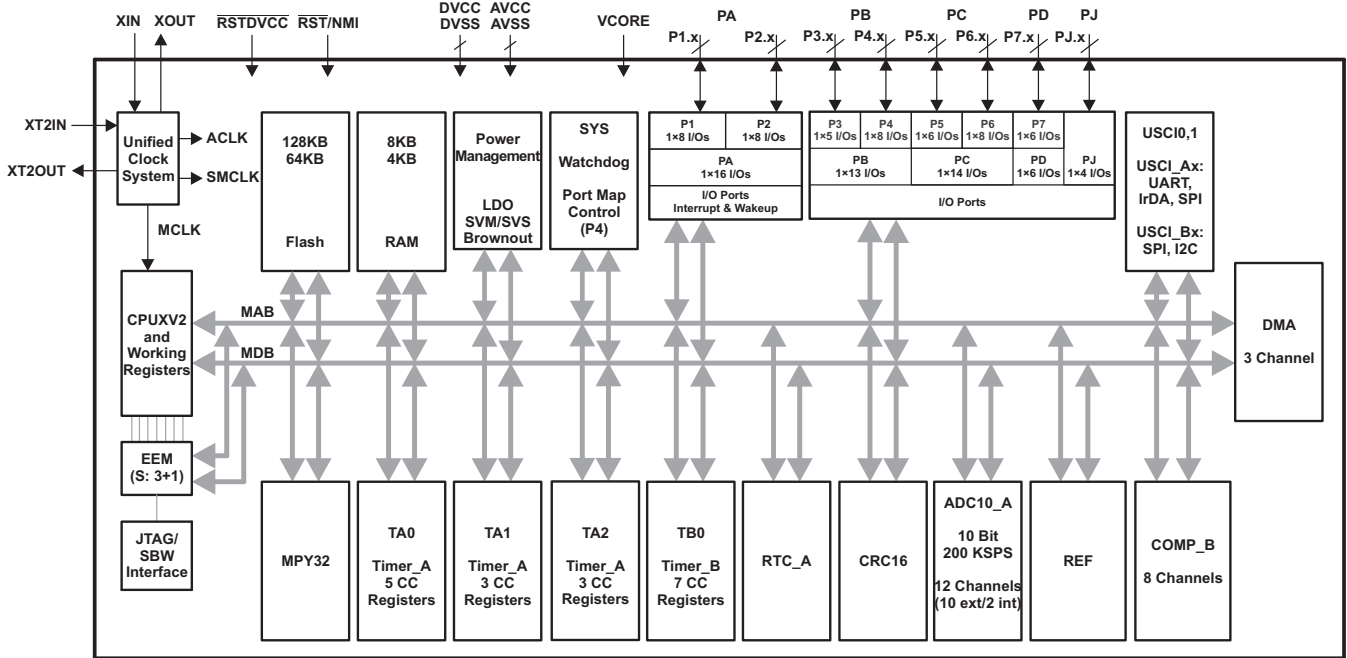 XIN
XOUT
RSTDVCC
RST/NMI
DVCC
DVSS
AVCC
AVSS
VCORE
PA
P1.x
P2.x
PB
P3.x
P4.x
PC
P5.x
P6.x
PD
P7.x
PJ
PJ.x
XT2IN
XT2OUT
Unified
Clock
System
ACLK
SMCLK
MCLK
128KB
64KB
Flash
8KB
4KB
RAM
Power
Management
LDO
SVM/SVS
Brownout
SYS
Watchdog
Port Map
Control
(P4)
P1
1×8 I/Os
P2
1×8 I/Os
PA
1×16 I/Os
I/O Ports
Interrupt & Wakeup
P3
1×5 I/Os
P4
1×8 I/Os
P5
1×6 I/Os
P6
1×8 I/Os
P7
1×6 I/Os
PB
1×13 I/Os
PC
1×14 I/Os
PD
1×6 I/Os
PJ
1×4 I/Os
I/O Ports
USCI0,1
USCI_Ax:
UART,
IrDA, SPI
USCI_Bx:
SPI, I2C
CPUXV2
and
Working
Registers
MAB
MDB
DMA
3 Channel
EEM
(S: 3+1)
JTAG/
SBW
Interface
MPY32
TA0
Timer_A
5 CC
Registers
TA1
Timer_A
3 CC
Registers
TA2
Timer_A
3 CC
Registers
TB0
Timer_B
7 CC
Registers
RTC_A
CRC16
ADC10_A
10 Bit
200 KSPS
12 Channels
(10 ext/2 int)
REF
COMP_B
8 Channels